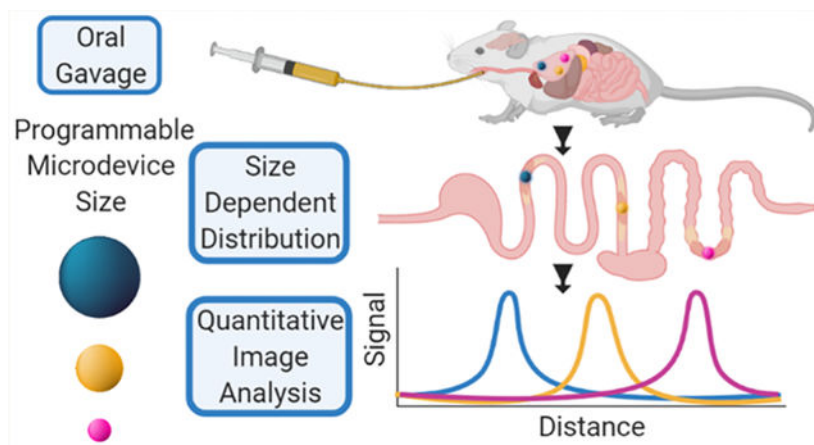 Oral
Gavage
Programmable
Microdevice
Size
Size
Dependent
Distribution
Quantitative
Image
Analysis
Signal
Distance